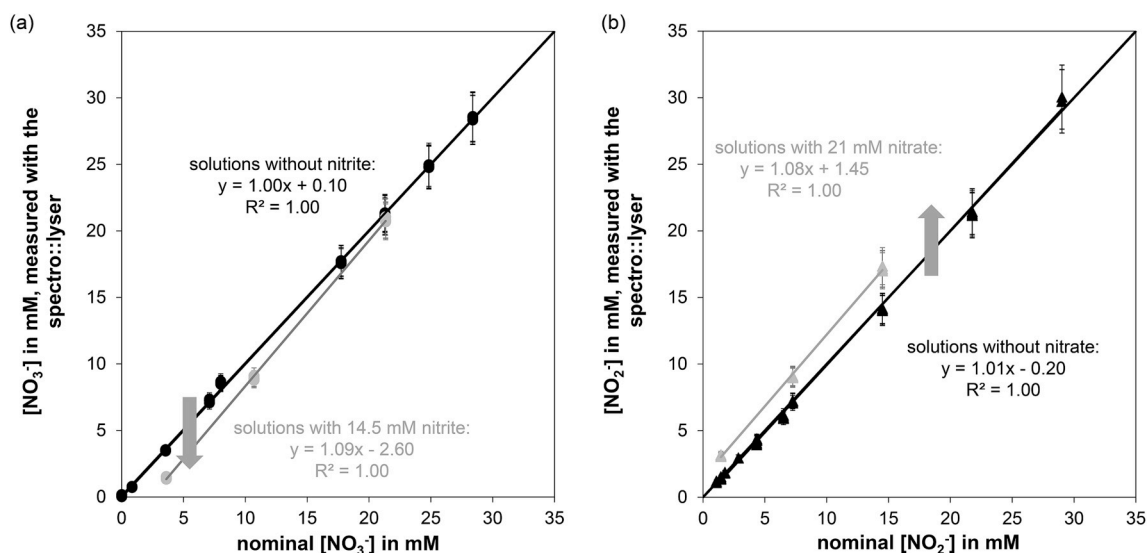 (a)
35
30
25
20
15
10
5
0
[NO₃⁻] in mM, measured with the
spectro::lyser
solutions without nitrite:
y = 1.00x + 0.10
R² = 1.00
solutions with 14.5 mM nitrite:
y = 1.09x - 2.60
R² = 1.00
0 5 10 15 20 25 30 35
nominal [NO₃⁻] in mM
(b)
35
30
25
20
15
10
5
0
[NO₂⁻] in mM, measured with the
spectro::lyser
solutions with 21 mM nitrate:
y = 1.08x + 1.45
R² = 1.00
solutions without nitrate:
y = 1.01x - 0.20
R² = 1.00
0 5 10 15 20 25 30 35
nominal [NO₂⁻] in mM